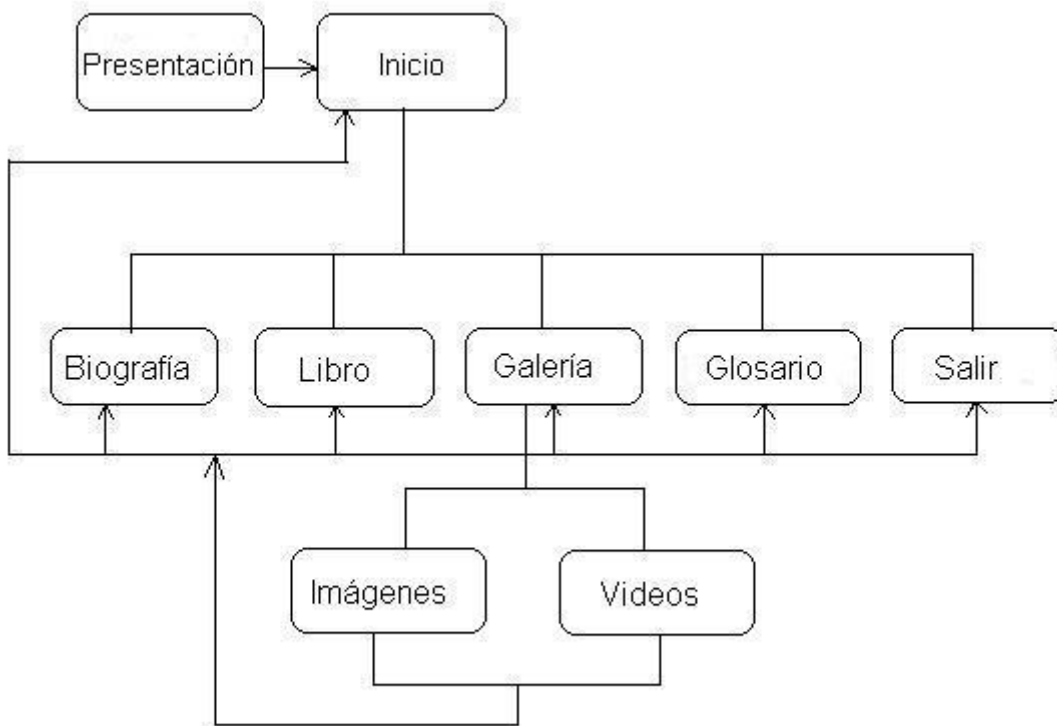 Presentación
Inicio
Biografía
Libro
Galería
Glosario
Salir
Imágenes
Videos